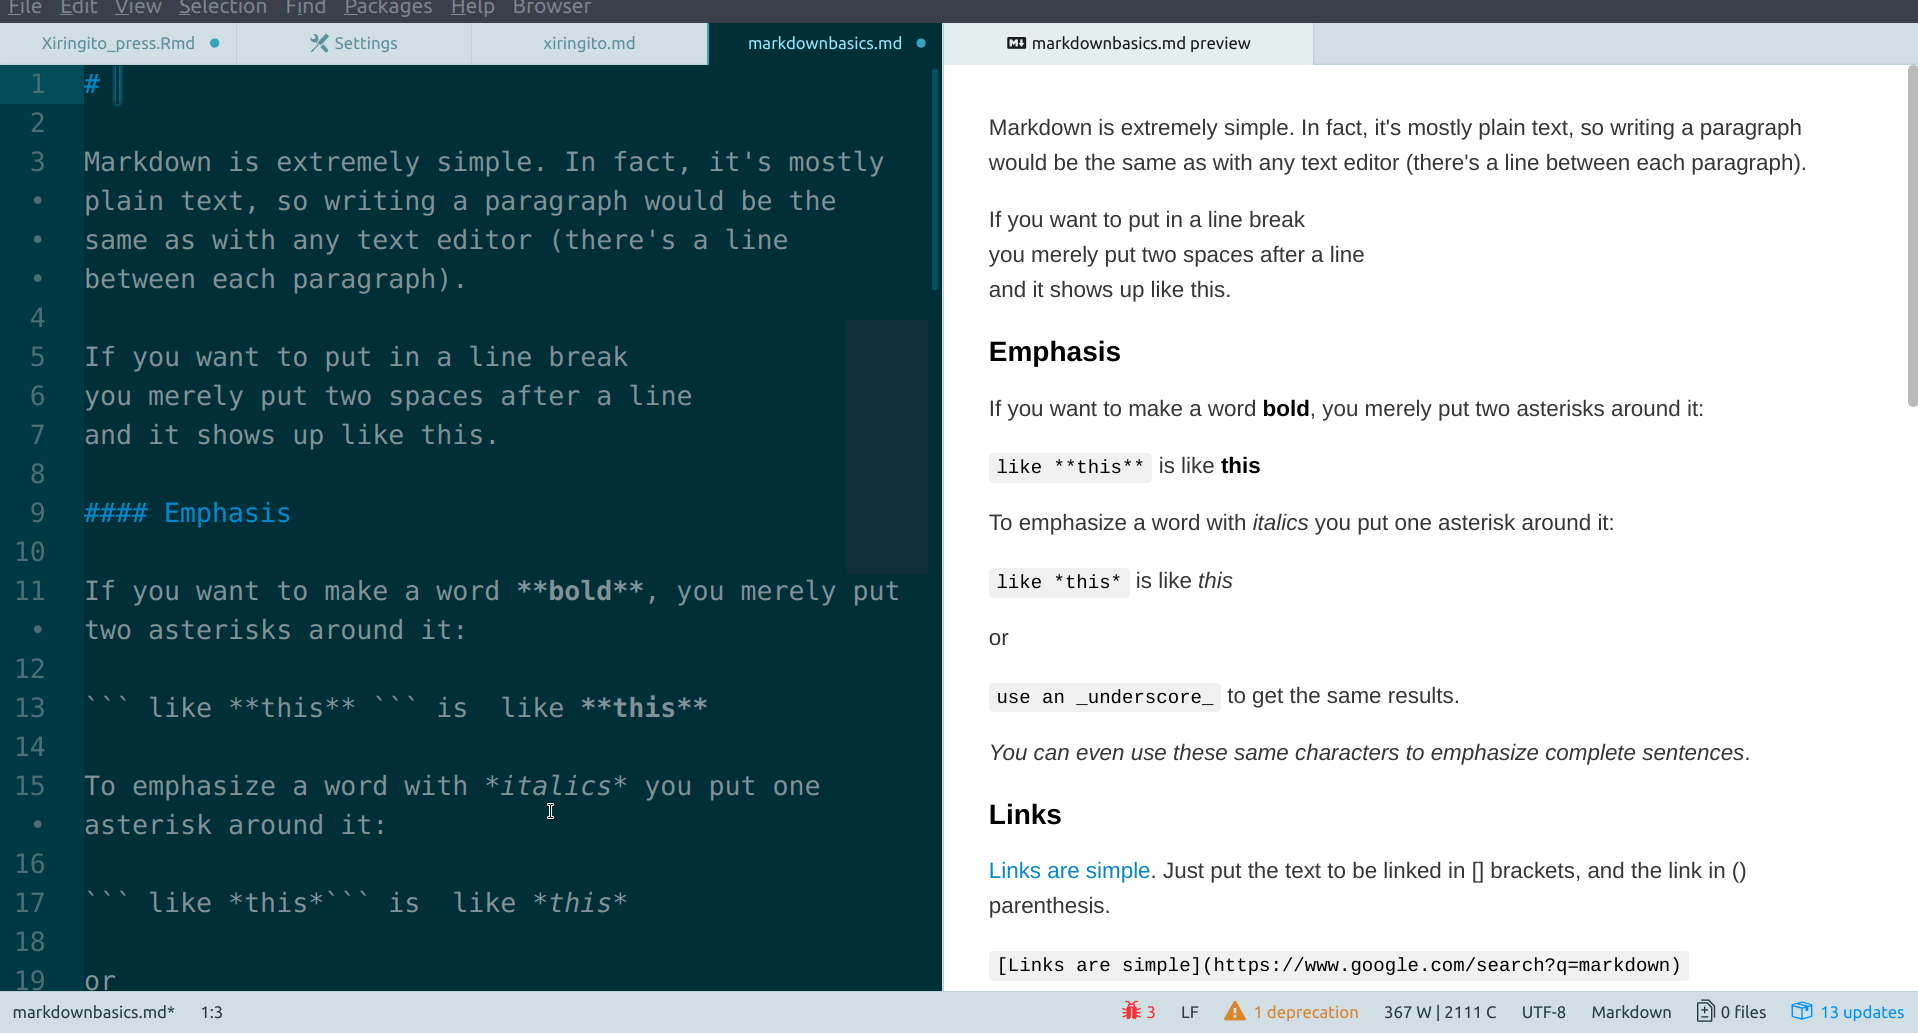 File Edit View Selection Find Packages Help Browser
Xiringito_press.Rmd Settings xiringito.md markdownbasics.md markdownbasics.md preview
1 #
2
3 Markdown is extremely simple. In fact, it's mostly
• plain text, so writing a paragraph would be the
• same as with any text editor (there's a line
• between each paragraph).
4
5 If you want to put in a line break
6 you merely put two spaces after a line
7 and it shows up like this.
8
9 #### Emphasis
10
11 If you want to make a word **bold**, you merely put
• two asterisks around it:
12
13 ``` like **this** ``` is  like **this**
14
15 To emphasize a word with *italics* you put one
• asterisk around it:
16
17 ``` like *this*``` is  like *this*
18
19 or
Markdown is extremely simple. In fact, it's mostly plain text, so writing a paragraph
would be the same as with any text editor (there's a line between each paragraph).
If you want to put in a line break
you merely put two spaces after a line
and it shows up like this.
Emphasis
If you want to make a word bold, you merely put two asterisks around it:
like **this** is like this
To emphasize a word with italics you put one asterisk around it:
like *this* is like this
or
use an _underscore_ to get the same results.
You can even use these same characters to emphasize complete sentences.
Links
Links are simple. Just put the text to be linked in [] brackets, and the link in ()
parenthesis.
[Links are simple](https://www.google.com/search?q=markdown)
markdownbasics.md* 1:3 3 LF 1 deprecation 367 W | 2111 C UTF-8 Markdown 0 files 13 updates